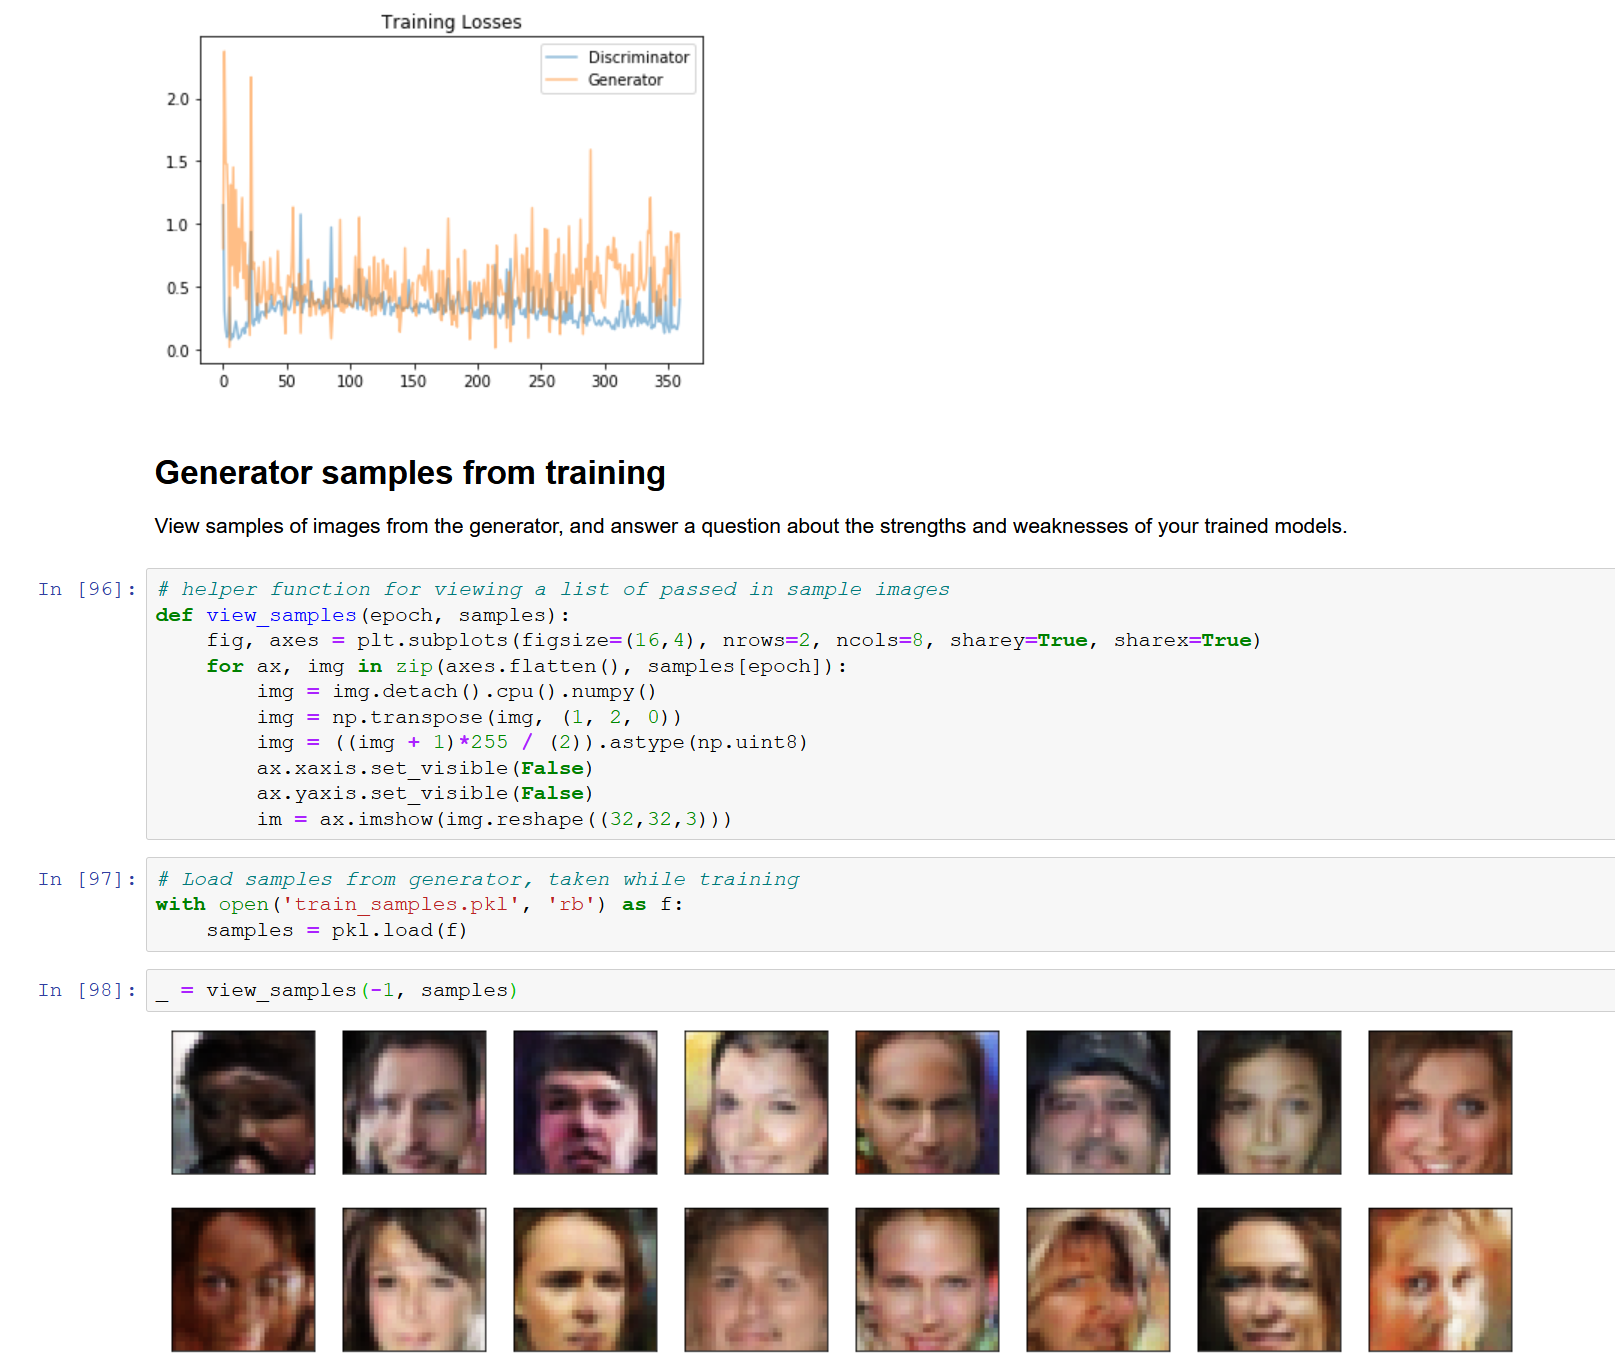 Training Losses
Discriminator
Generator
2.0
1.5
1.0
0.5
0.0
0 50 100 150 200 250 300 350
Generator samples from training
View samples of images from the generator, and answer a question about the strengths and weaknesses of your trained models.
In [96]: # helper function for viewing a list of passed in sample images
def view_samples(epoch, samples):
    fig, axes = plt.subplots(figsize=(16,4), nrows=2, ncols=8, sharey=True, sharex=True)
    for ax, img in zip(axes.flatten(), samples[epoch]):
        img = img.detach().cpu().numpy()
        img = np.transpose(img, (1, 2, 0))
        img = ((img + 1)*255 / (2)).astype(np.uint8)
        ax.xaxis.set_visible(False)
        ax.yaxis.set_visible(False)
        im = ax.imshow(img.reshape((32,32,3)))
In [97]: # Load samples from generator, taken while training
with open('train_samples.pkl', 'rb') as f:
    samples = pkl.load(f)
In [98]: _ = view_samples(-1, samples)